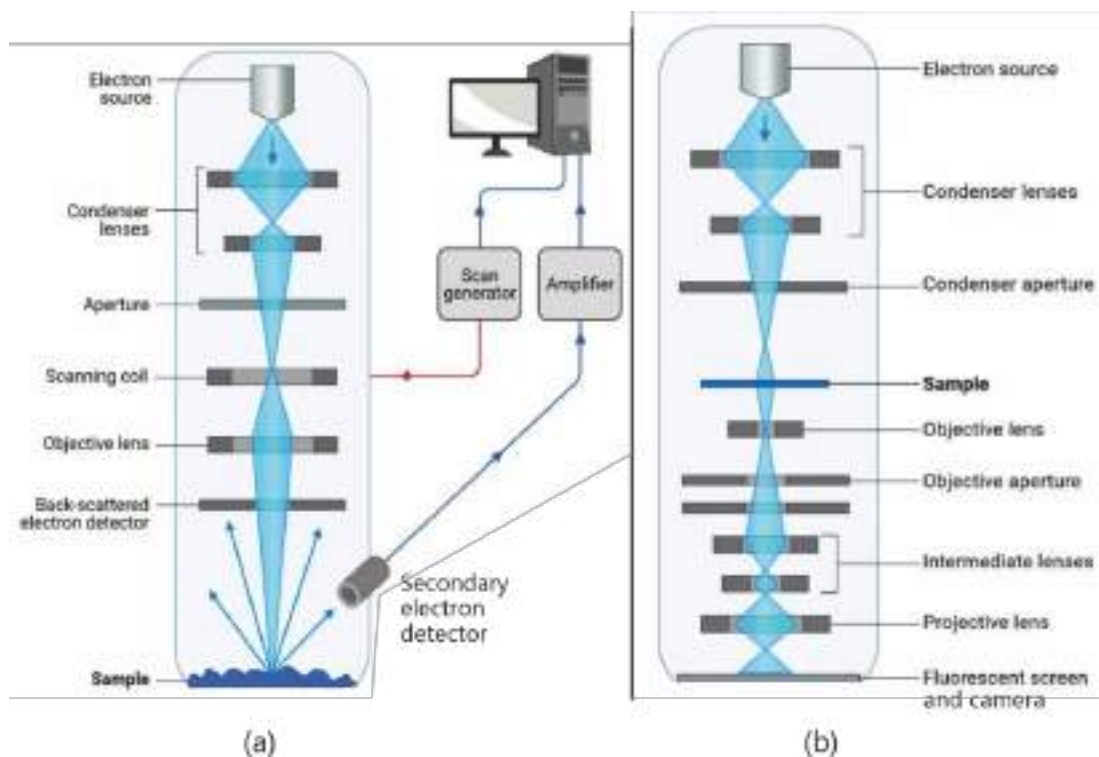 Electron
source
Condenser
lenses
Aperture
Scanning coil
Objective lens
Back-scattered
electron detector
Sample
Scan
generator
Amplifier
Secondary
electron
detector
(a)
Electron source
Condenser lenses
Condenser aperture
Sample
Objective lens
Objective aperture
Intermediate lenses
Projective lens
Fluorescent screen
and camera
(b)